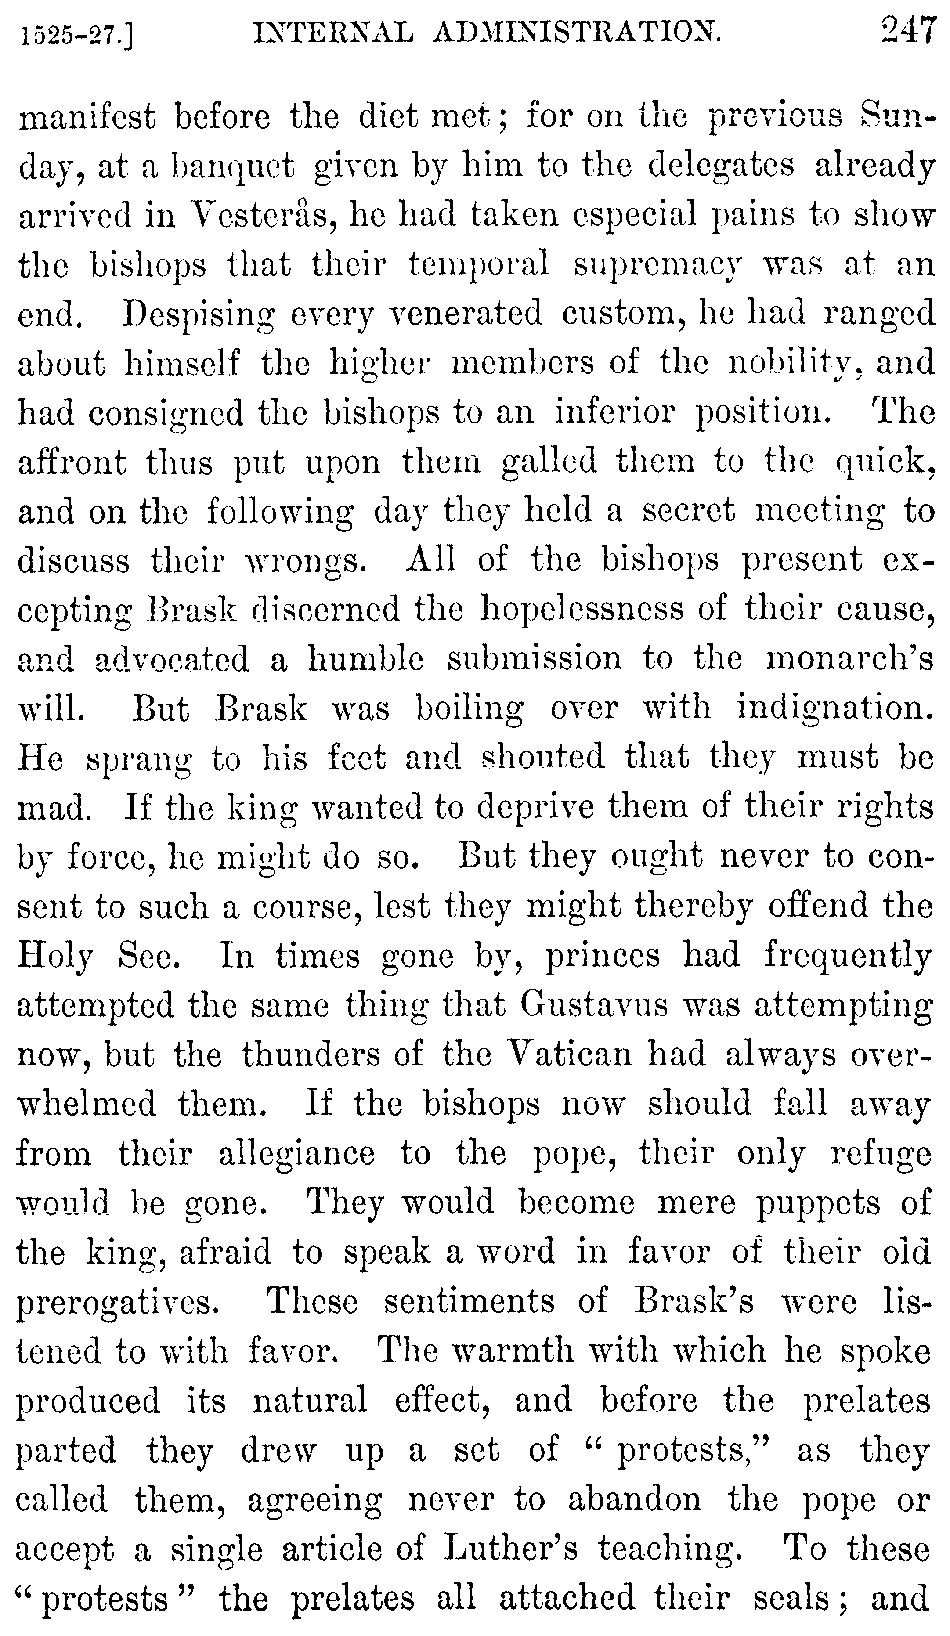 1525-27.] INTERNAL ADMINISTRATION. 247
manifest before the diet met; for on the previous Sun-
day, at a banquet given by him to the delegates already
arrived in Vesterås, he had taken especial pains to show
the bishops that their temporal supremacy was at an
end. Despising every venerated custom, he had ranged
about himself the higher members of the nobility, and
had consigned the bishops to an inferior position. The
affront thus put upon them galled them to the quick,
and on the following day they held a secret meeting to
discuss their wrongs. All of the bishops present ex-
cepting Brask discerned the hopelessness of their cause,
and advocated a humble submission to the monarch's
will. But Brask was boiling over with indignation.
He sprang to his feet and shouted that they must be
mad. If the king wanted to deprive them of their rights
by force, he might do so. But they ought never to con-
sent to such a course, lest they might thereby offend the
Holy See. In times gone by, princes had frequently
attempted the same thing that Gustavus was attempting
now, but the thunders of the Vatican had always over-
whelmed them. If the bishops now should fall away
from their allegiance to the pope, their only refuge
would be gone. They would become mere puppets of
the king, afraid to speak a word in favor of their old
prerogatives. These sentiments of Brask's were lis-
tened to with favor. The warmth with which he spoke
produced its natural effect, and before the prelates
parted they drew up a set of “protests,” as they
called them, agreeing never to abandon the pope or
accept a single article of Luther's teaching. To these
“protests” the prelates all attached their seals; and